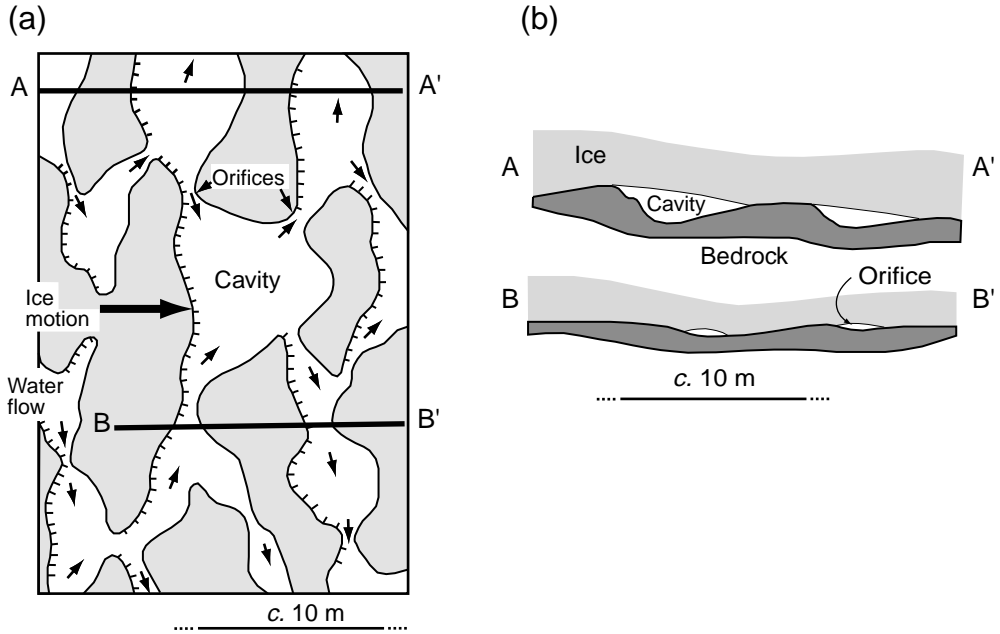 (a)
A
A'
Orifices
Cavity
Ice
motion
Water
flow
B
B'
c. 10 m
(b)
A
Ice
A'
Cavity
Bedrock
B
Orifice
B'
c. 10 m